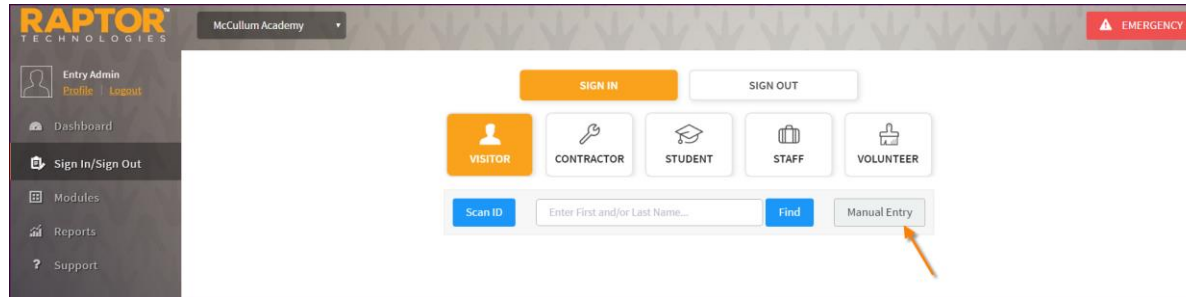 RAPTOR™
TECHNOLOGIES
McCullum Academy
EMERGENCY
Entry Admin
Profile | Logout
Dashboard
Sign In/Sign Out
Modules
Reports
Support
SIGN IN
SIGN OUT
VISITOR
CONTRACTOR
STUDENT
STAFF
VOLUNTEER
Scan ID
Enter First and/or Last Name...
Find
Manual Entry